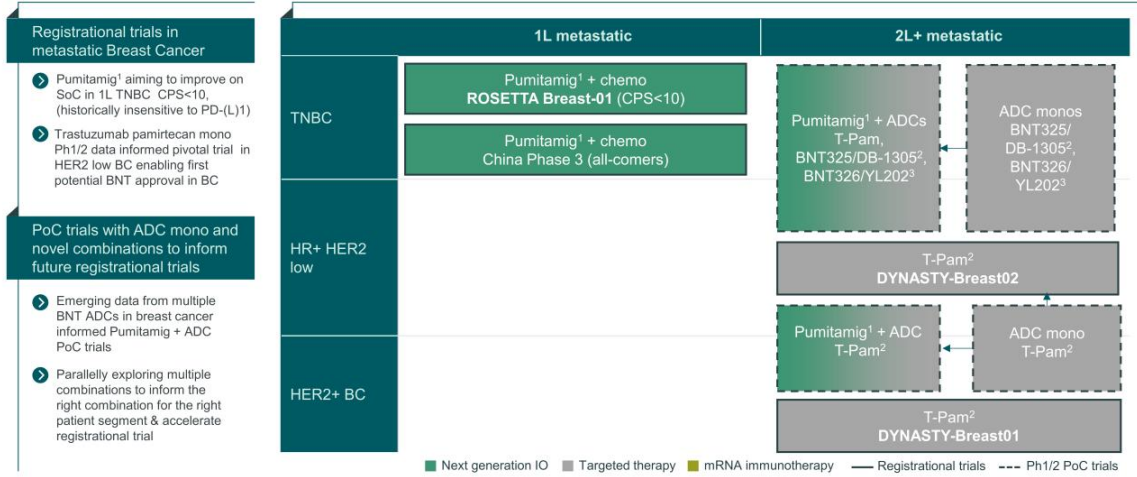 Registrational trials in
metastatic Breast Cancer
Pumitamig¹ aiming to improve on
SoC in 1L TNBC CPS<10,
(historically insensitive to PD-(L)1)
Trastuzumab pamirtecan mono
Ph1/2 data informed pivotal trial in
HER2 low BC enabling first
potential BNT approval in BC
PoC trials with ADC mono and
novel combinations to inform
future registrational trials
Emerging data from multiple
BNT ADCs in breast cancer
informed Pumitamig + ADC
PoC trials
Parallelly exploring multiple
combinations to inform the
right combination for the right
patient segment & accelerate
registrational trial
1L metastatic
2L+ metastatic
TNBC
Pumitamig¹ + chemo
ROSETTA Breast-01 (CPS<10)
Pumitamig¹ + chemo
China Phase 3 (all-comers)
Pumitamig¹ + ADCs
T-Pam,
BNT325/DB-1305²,
BNT326/YL202³
ADC monos
BNT325/
DB-1305²,
BNT326/
YL202³
HR+ HER2
low
T-Pam²
DYNASTY-Breast02
Pumitamig¹ + ADC
T-Pam²
ADC mono
T-Pam²
HER2+ BC
T-Pam²
DYNASTY-Breast01
Next generation IO
Targeted therapy
mRNA immunotherapy
Registrational trials
Ph1/2 PoC trials